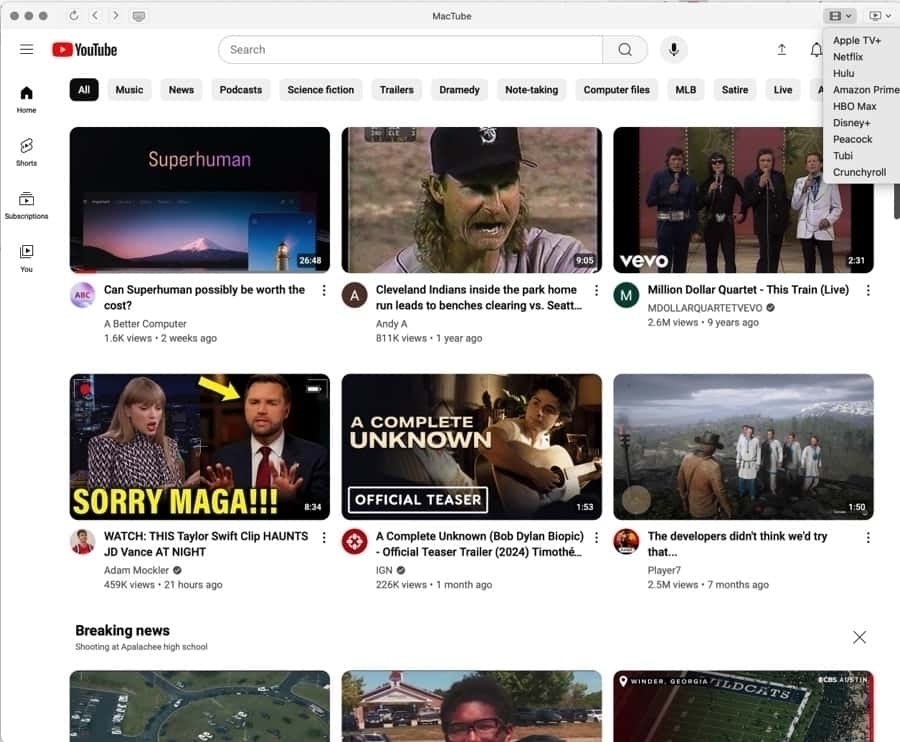 MacTube
YouTube
Search
Apple TV+
Netflix
Hulu
Amazon Prime
HBO Max
Disney+
Peacock
Tubi
Crunchyroll
All
Music
News
Podcasts
Science fiction
Trailers
Dramedy
Note-taking
Computer files
MLB
Satire
Live
A
Home
Shorts
Subscriptions
You
Superhuman
26:48
9:05
vevo
2:31
ABC
Can Superhuman possibly be worth the
cost?
A Better Computer
1.6K views • 2 weeks ago
A
Cleveland Indians inside the park home
run leads to benches clearing vs. Seatt...
Andy A
811K views • 1 year ago
M
Million Dollar Quartet - This Train (Live)
MDOLLARQUARTETVEVO
2.6M views • 9 years ago
SORRY MAGA!!!
8:34
A COMPLETE
UNKNOWN
OFFICIAL TEASER
1:53
1:50
WATCH: THIS Taylor Swift Clip HAUNTS
JD Vance AT NIGHT
Adam Mockler
459K views • 21 hours ago
A Complete Unknown (Bob Dylan Biopic)
- Official Teaser Trailer (2024) Timothé...
IGN
226K views • 1 month ago
The developers didn't think we'd try
that...
Player7
2.5M views • 7 months ago
Breaking news
Shooting at Apalachee high school
WINDER, GEORGIA
WILDCATS
CBS AUSTIN